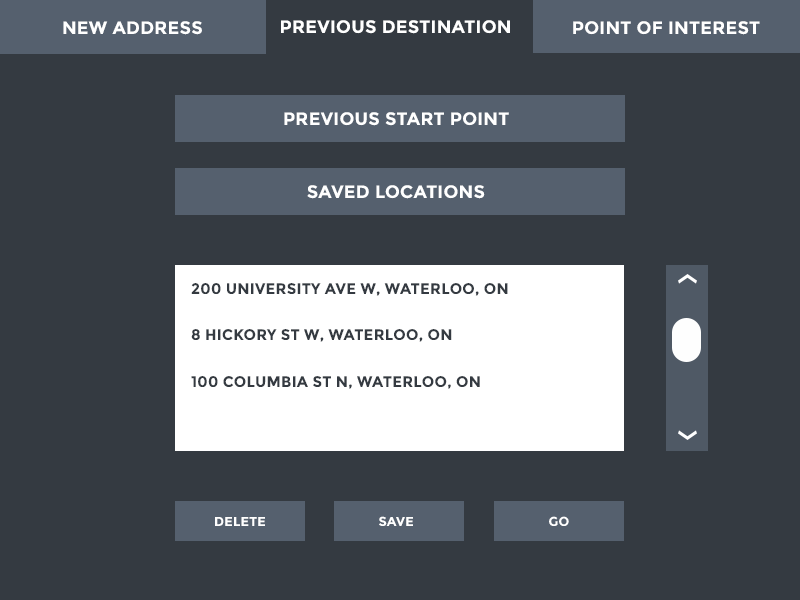 NEW ADDRESS
PREVIOUS DESTINATION
POINT OF INTEREST
PREVIOUS START POINT
SAVED LOCATIONS
200 UNIVERSITY AVE W, WATERLOO, ON
8 HICKORY ST W, WATERLOO, ON
100 COLUMBIA ST N, WATERLOO, ON
DELETE
SAVE
GO